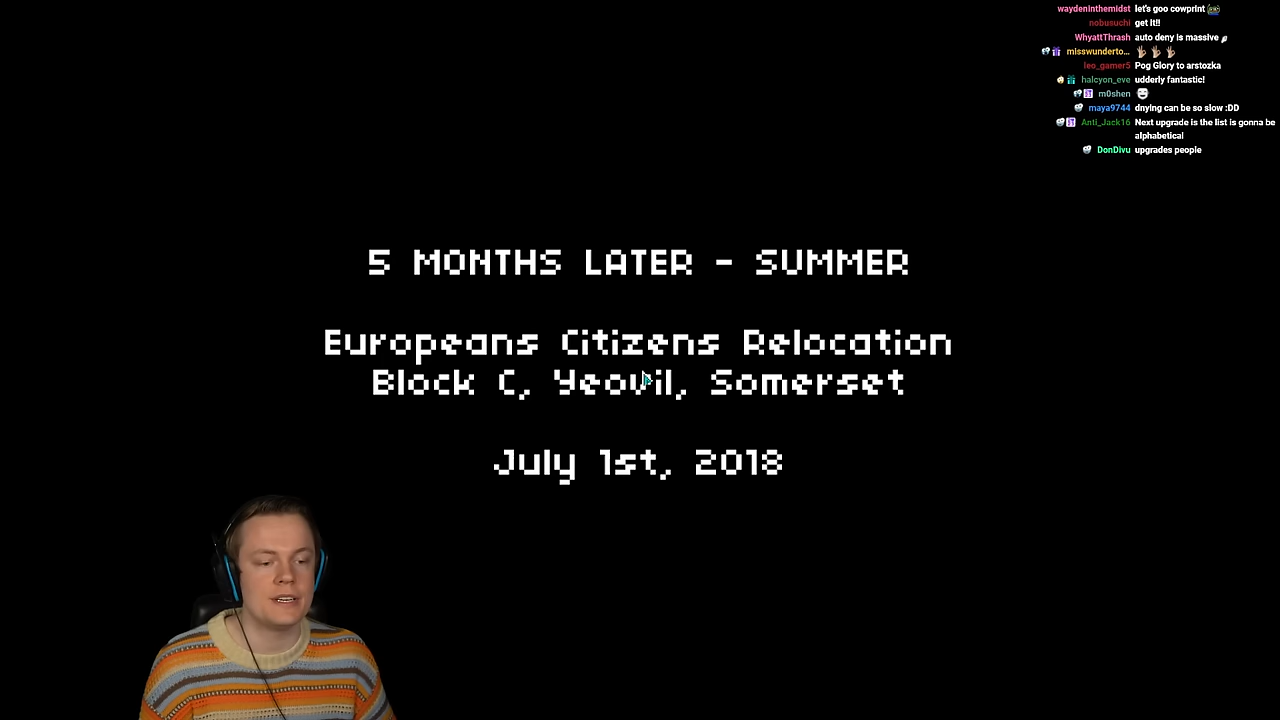 waydeninthemidst let's goo cowprint
nobusuchi get it!!
WhyattThrash auto deny is massive
misswunderto...
leo_gamer5 Pog Glory to arstozka
halcyon_eve udderly fantastic!
m0shen
maya9744 dnying can be so slow :DD
Anti_Jack16 Next upgrade is the list is gonna be
alphabetical
DonDivu upgrades people
5 MONTHS LATER - SUMMER
Europeans Citizens Relocation
Block C, Yeovil, Somerset
July 1st, 2018